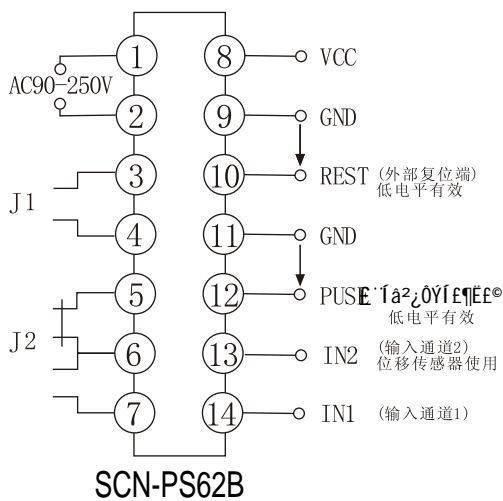 1 8 VCC
AC90-250V
2 9 GND
3 10 REST (外部复位端)
低电平有效
J1
4 11 GND
5 12 PUSE £¨Íâ²¿ÔÝÍ£¶Ë£©
低电平有效
J2
6 13 IN2 (输入通道2)
位移传感器使用
7 14 IN1 (输入通道1)
SCN-PS62B